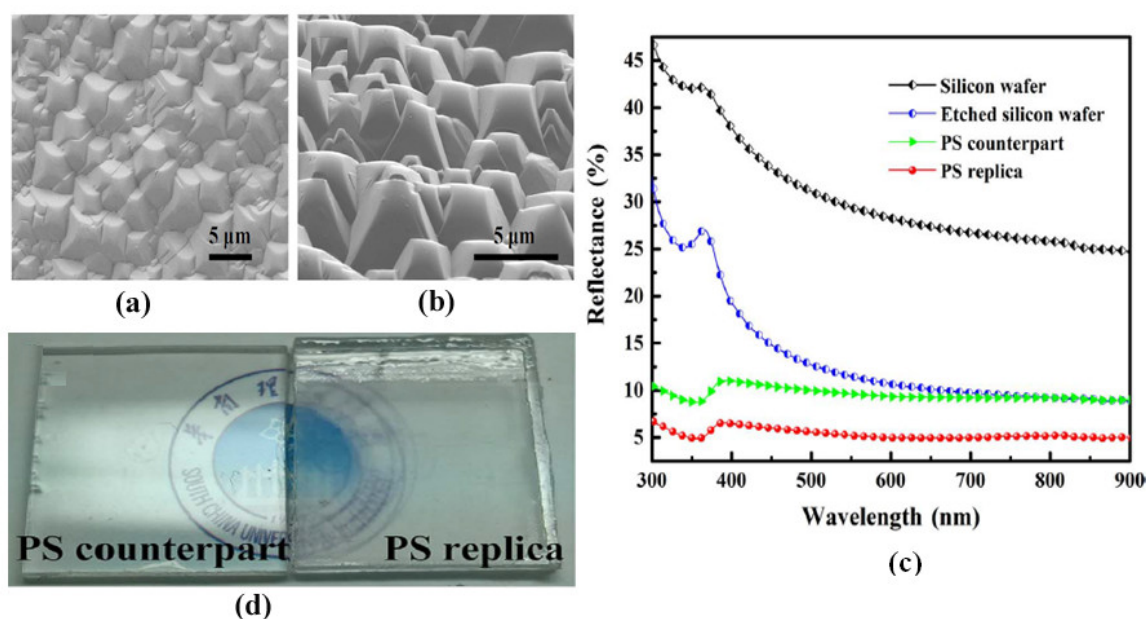 5 μm
5 μm
(a)
(b)
PS counterpart
PS replica
SOUTH CHINA UNIVER
(d)
Reflectance (%)
45
40
35
30
25
20
15
10
5
Silicon wafer
Etched silicon wafer
PS counterpart
PS replica
300 400 500 600 700 800 900
Wavelength (nm)
(c)